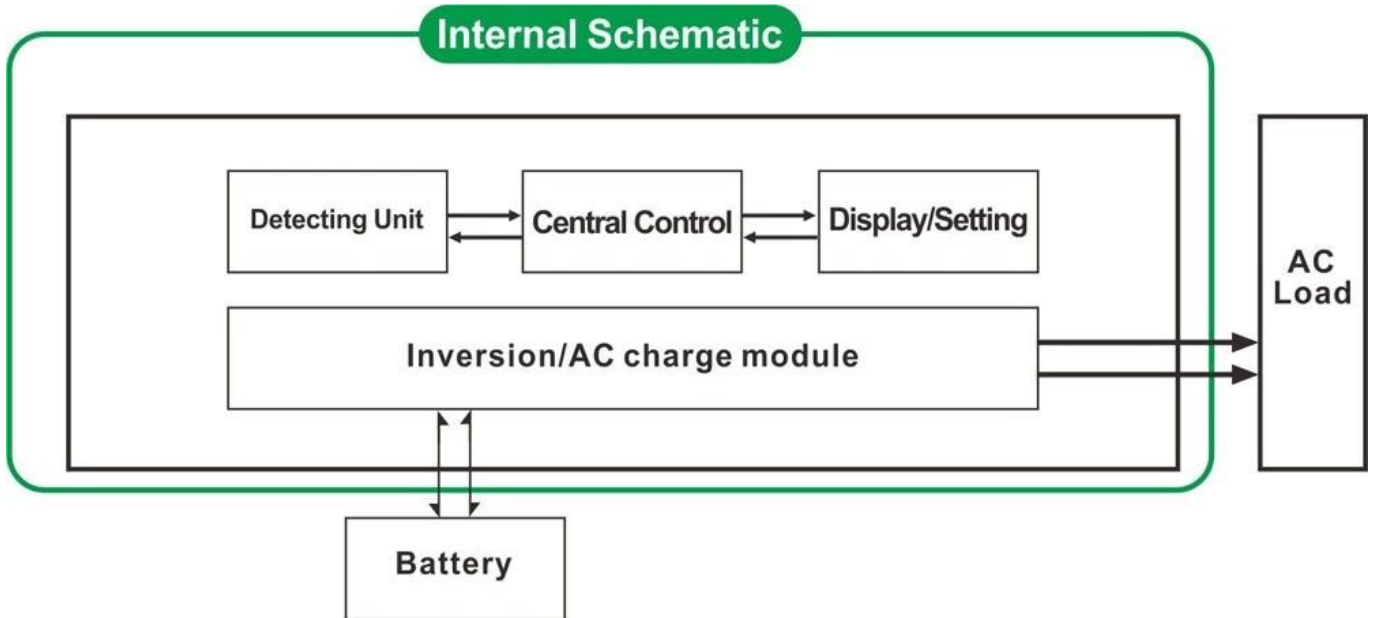 Internal Schematic
Detecting Unit
Central Control
Display/Setting
AC
Load
Inversion/AC charge module
Battery